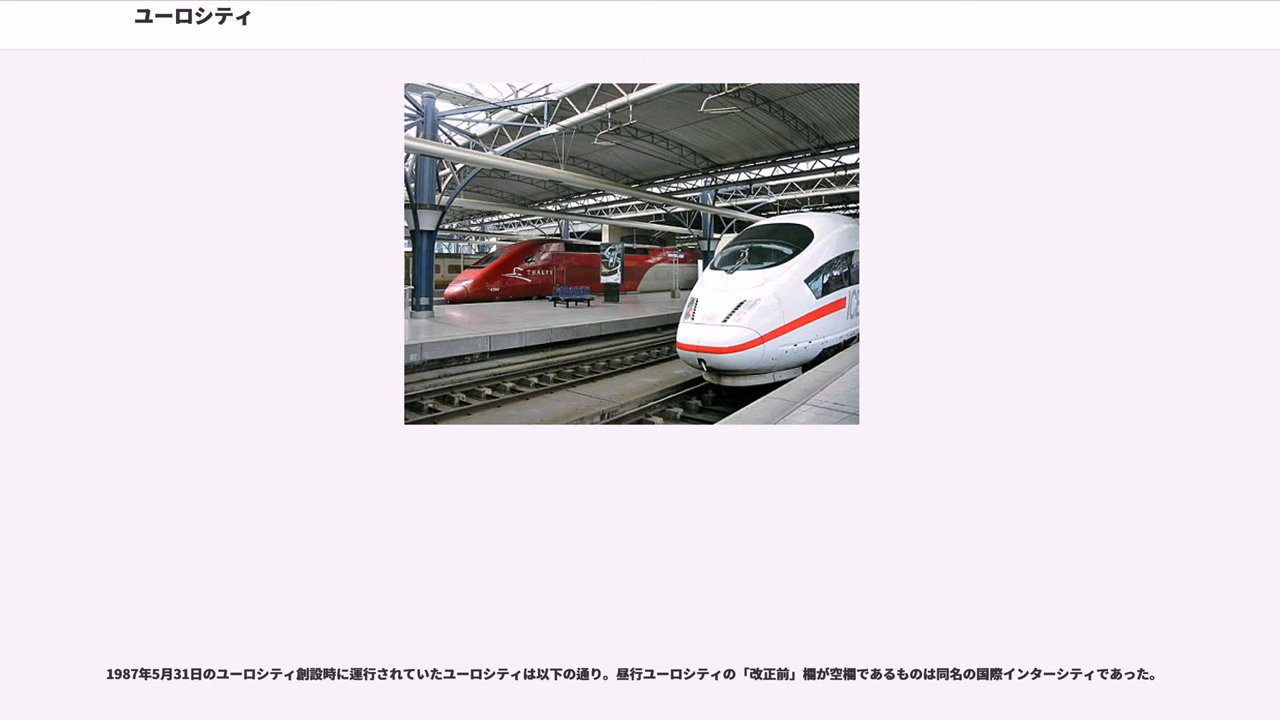 ユーロシティ
THALYS
ICE
1987年5月31日のユーロシティ創設時に運行されていたユーロシティは以下の通り。昼行ユーロシティの「改正前」欄が空欄であるものは同名の国際インターシティであった。